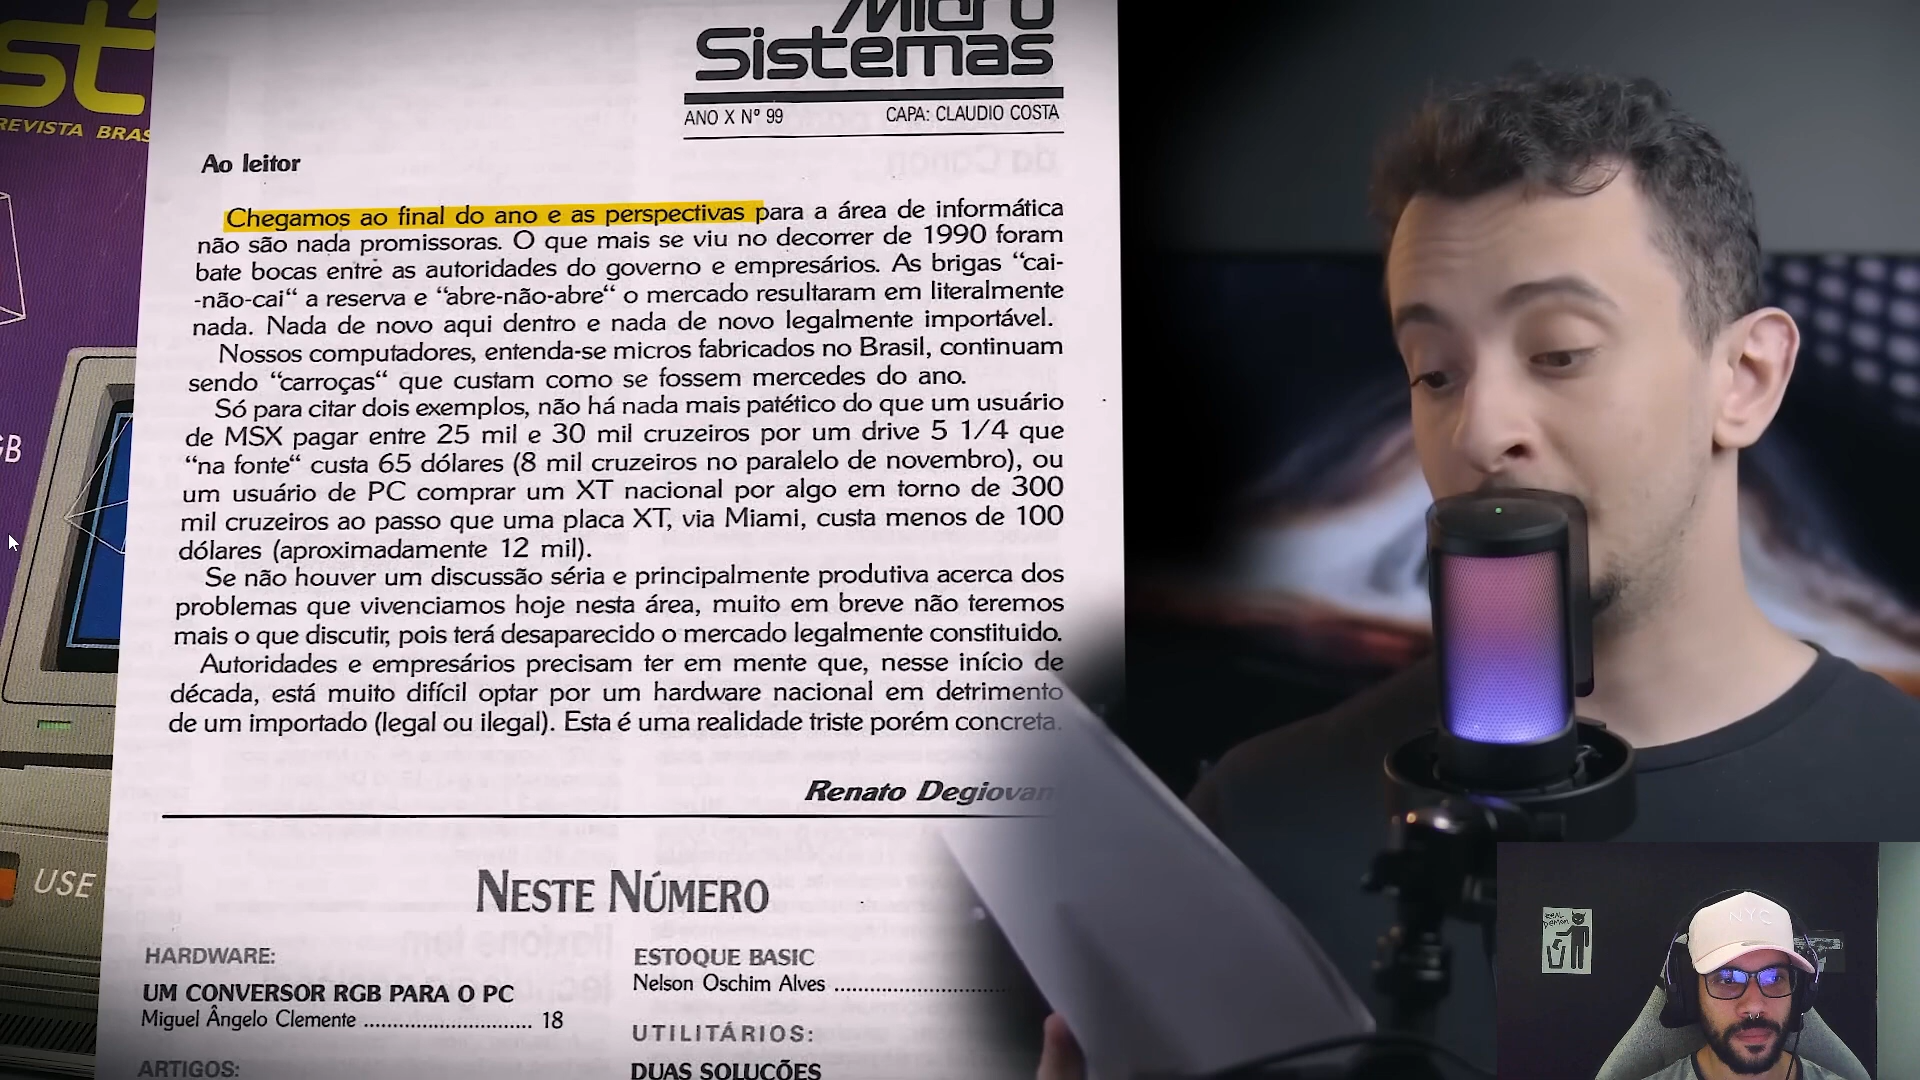 REVISTA BRAS
Micro
Sistemas
ANO X Nº 99
CAPA: CLAUDIO COSTA
Ao leitor
Chegamos ao final do ano e as perspectivas para a área de informática
não são nada promissoras. O que mais se viu no decorrer de 1990 foram
bate bocas entre as autoridades do governo e empresários. As brigas “cai-
-não-cai“ a reserva e “abre-não-abre“ o mercado resultaram em literalmente
nada. Nada de novo aqui dentro e nada de novo legalmente importável.
Nossos computadores, entenda-se micros fabricados no Brasil, continuam
sendo “carroças“ que custam como se fossem mercedes do ano.
Só para citar dois exemplos, não há nada mais patético do que um usuário
de MSX pagar entre 25 mil e 30 mil cruzeiros por um drive 5 1/4 que
“na fonte“ custa 65 dólares (8 mil cruzeiros no paralelo de novembro), ou
um usuário de PC comprar um XT nacional por algo em torno de 300
mil cruzeiros ao passo que uma placa XT, via Miami, custa menos de 100
dólares (aproximadamente 12 mil).
Se não houver um discussão séria e principalmente produtiva acerca dos
problemas que vivenciamos hoje nesta área, muito em breve não teremos
mais o que discutir, pois terá desaparecido o mercado legalmente constituido.
Autoridades e empresários precisam ter em mente que, nesse início de
década, está muito difícil optar por um hardware nacional em detrimento
de um importado (legal ou ilegal). Esta é uma realidade triste porém concreta.
Renato Degiovan
USE
NESTE NÚMERO
HARDWARE:
UM CONVERSOR RGB PARA O PC
Miguel Ângelo Clemente ............................... 18
ARTIGOS:
ESTOQUE BASIC
Nelson Oschim Alves ................................
UTILITÁRIOS:
DUAS SOLUÇÕES
NYC